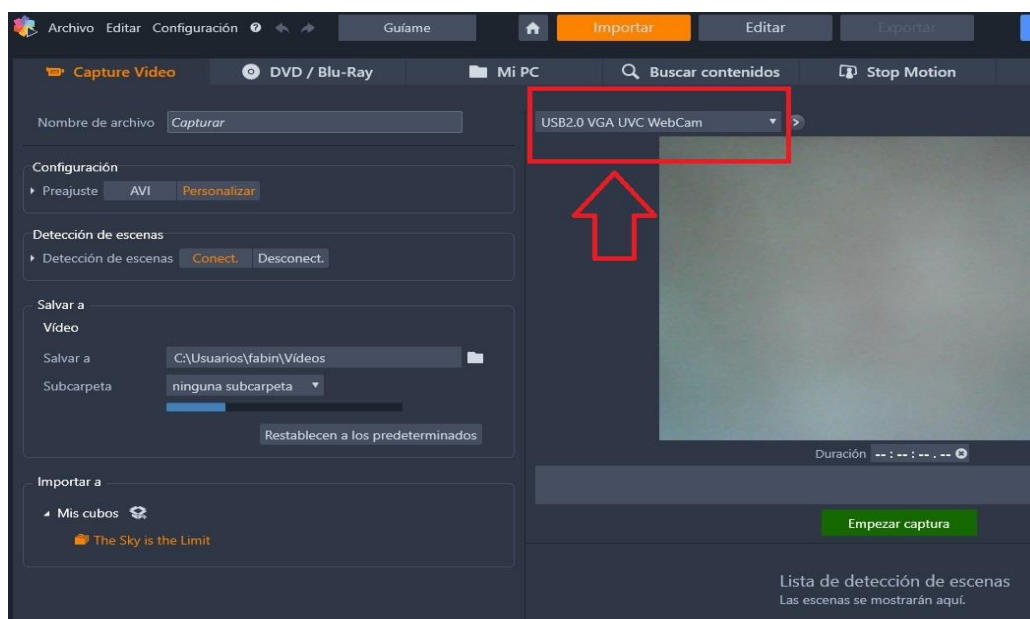 Archivo Editar Configuración Guíame Importar Editar Exportar
Capture Video DVD / Blu-Ray Mi PC Buscar contenidos Stop Motion
Nombre de archivo Capturar
USB2.0 VGA UVC WebCam
Configuración
Preajuste AVI Personalizar
Detección de escenas
Detección de escenas Conect. Desconect.
Salvar a
Vídeo
Salvar a C:\Usuarios\fabin\Vídeos
Subcarpeta ninguna subcarpeta
Restablecen a los predeterminados
Duración --:--:--.--
Importar a
Mis cubos
The Sky is the Limit
Empezar captura
Lista de detección de escenas
Las escenas se mostrarán aquí.